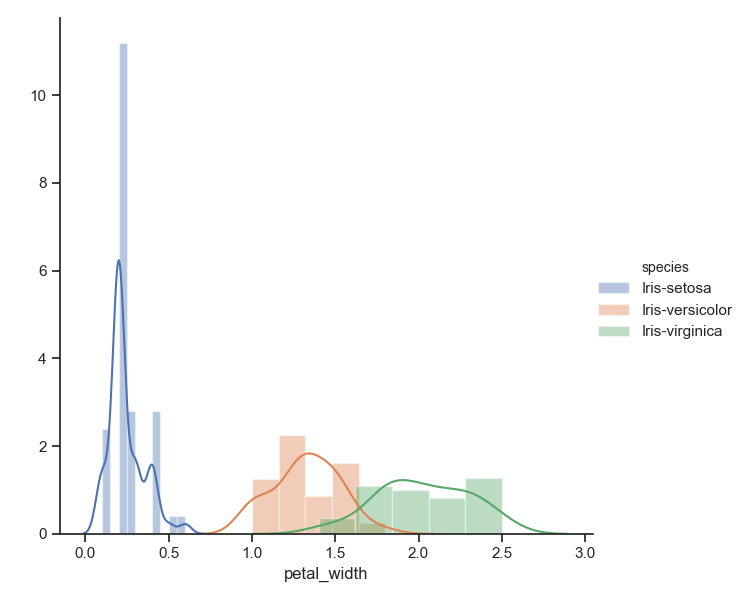 10
8
6
4
2
0
0.0 0.5 1.0 1.5 2.0 2.5 3.0
petal_width
species
Iris-setosa
Iris-versicolor
Iris-virginica